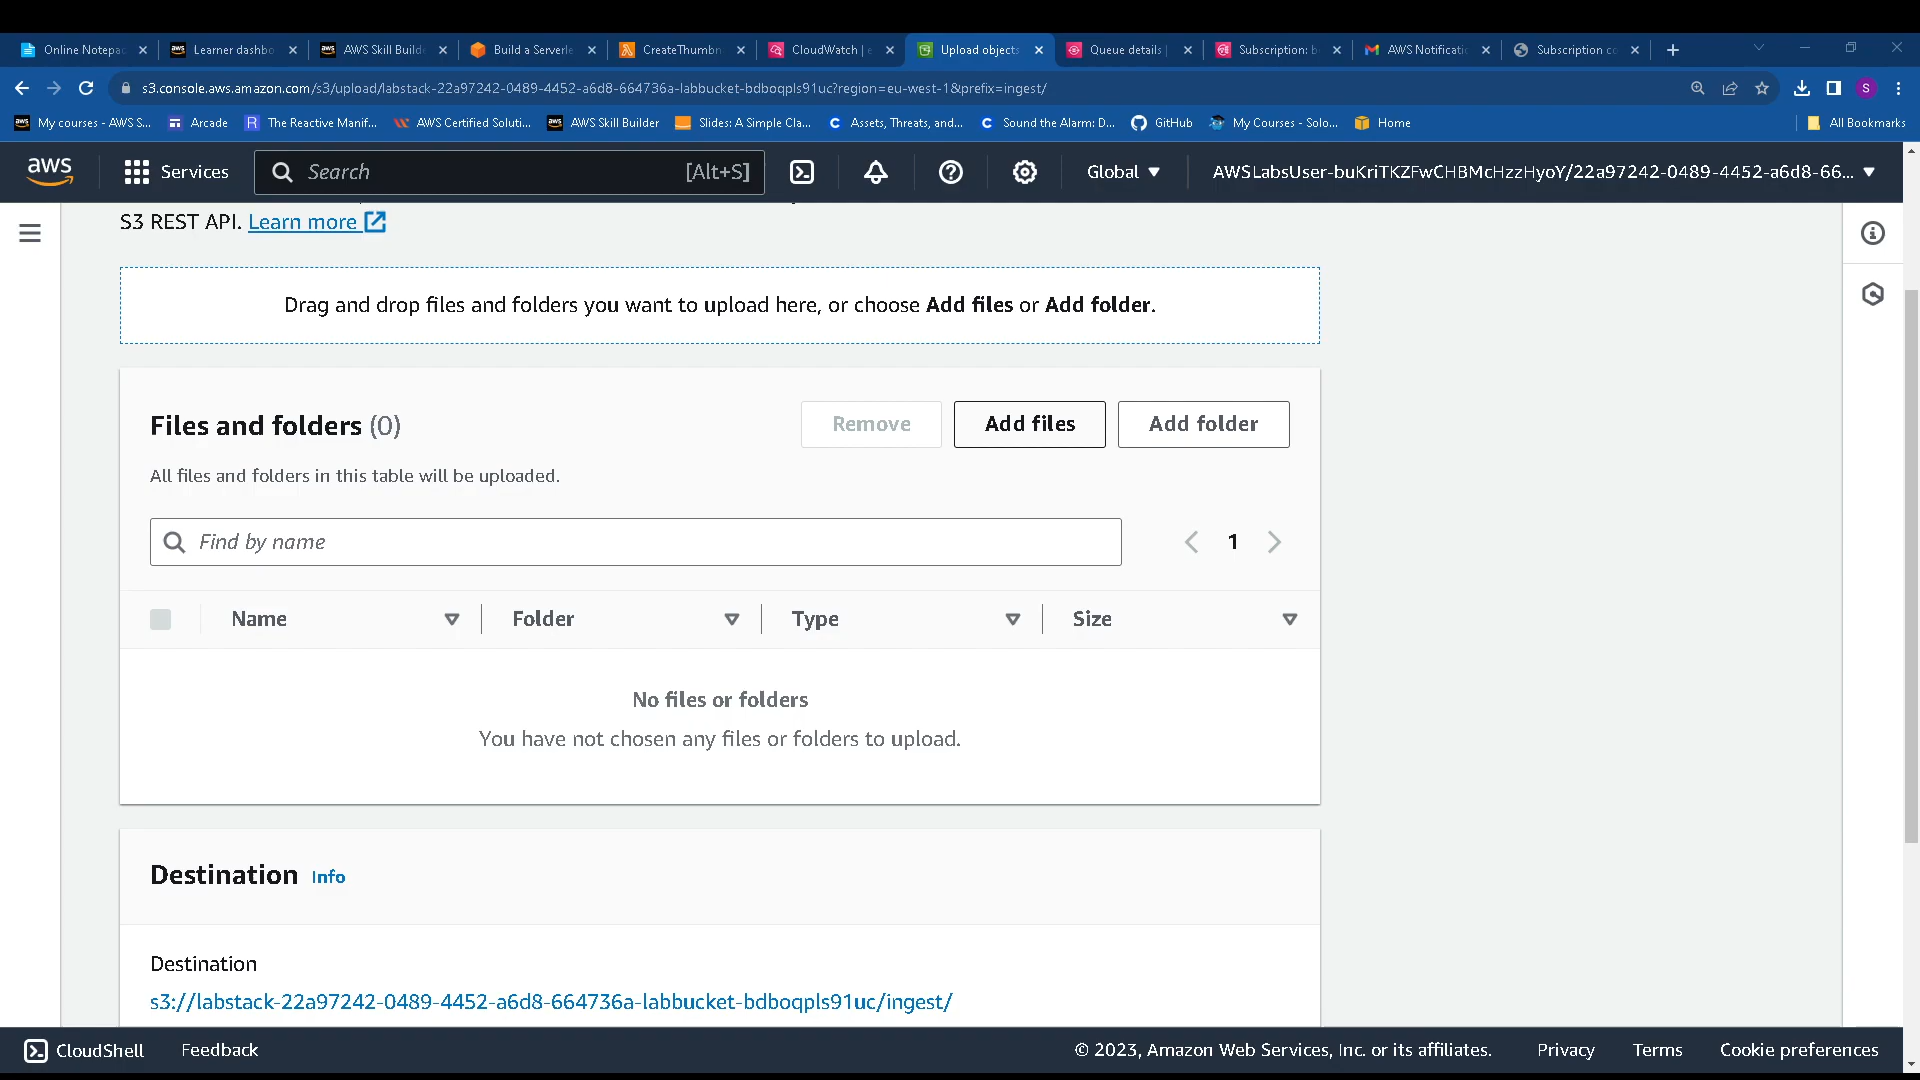 Online Notepa
Learner dashbo
AWS Skill Build
Build a Serverle
CreateThumbn
CloudWatch | e
Upload objects
Queue details |
Subscription: b
AWS Notificatio
Subscription co
s3.console.aws.amazon.com/s3/upload/labstack-22a97242-0489-4452-a6d8-664736a-labbucket-bdboqpls91uc?region=eu-west-1&prefix=ingest/
S
My courses - AWS S...
Arcade
The Reactive Manif...
AWS Certified Soluti...
AWS Skill Builder
Slides: A Simple Cla...
Assets, Threats, and...
Sound the Alarm: D...
GitHub
My Courses - Solo...
Home
All Bookmarks
aws
Services
Search
[Alt+S]
Global
AWSLabsUser-buKriTKZFwCHBMcHzzHyoY/22a97242-0489-4452-a6d8-66...
S3 REST API. Learn more
Drag and drop files and folders you want to upload here, or choose Add files or Add folder.
Files and folders (0)
Remove
Add files
Add folder
All files and folders in this table will be uploaded.
Find by name
1
Name
Folder
Type
Size
No files or folders
You have not chosen any files or folders to upload.
Destination Info
Destination
s3://labstack-22a97242-0489-4452-a6d8-664736a-labbucket-bdboqpls91uc/ingest/
CloudShell
Feedback
© 2023, Amazon Web Services, Inc. or its affiliates.
Privacy
Terms
Cookie preferences